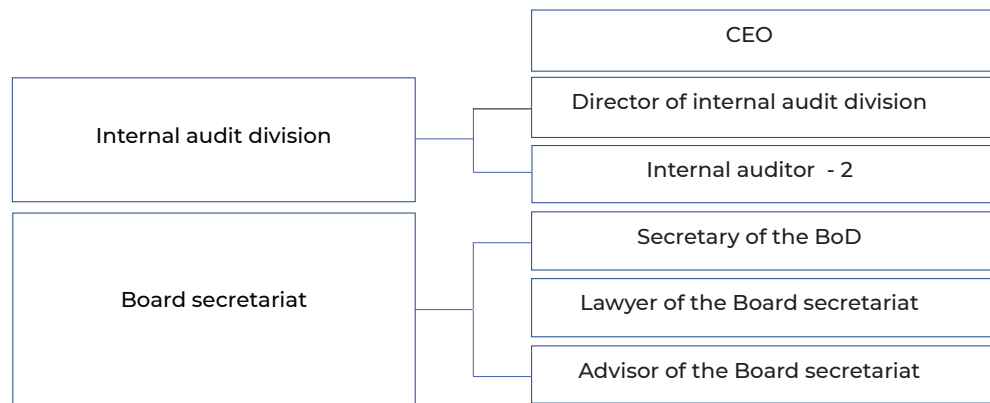 CEO
Internal audit division
Director of internal audit division
Internal auditor - 2
Board secretariat
Secretary of the BoD
Lawyer of the Board secretariat
Advisor of the Board secretariat